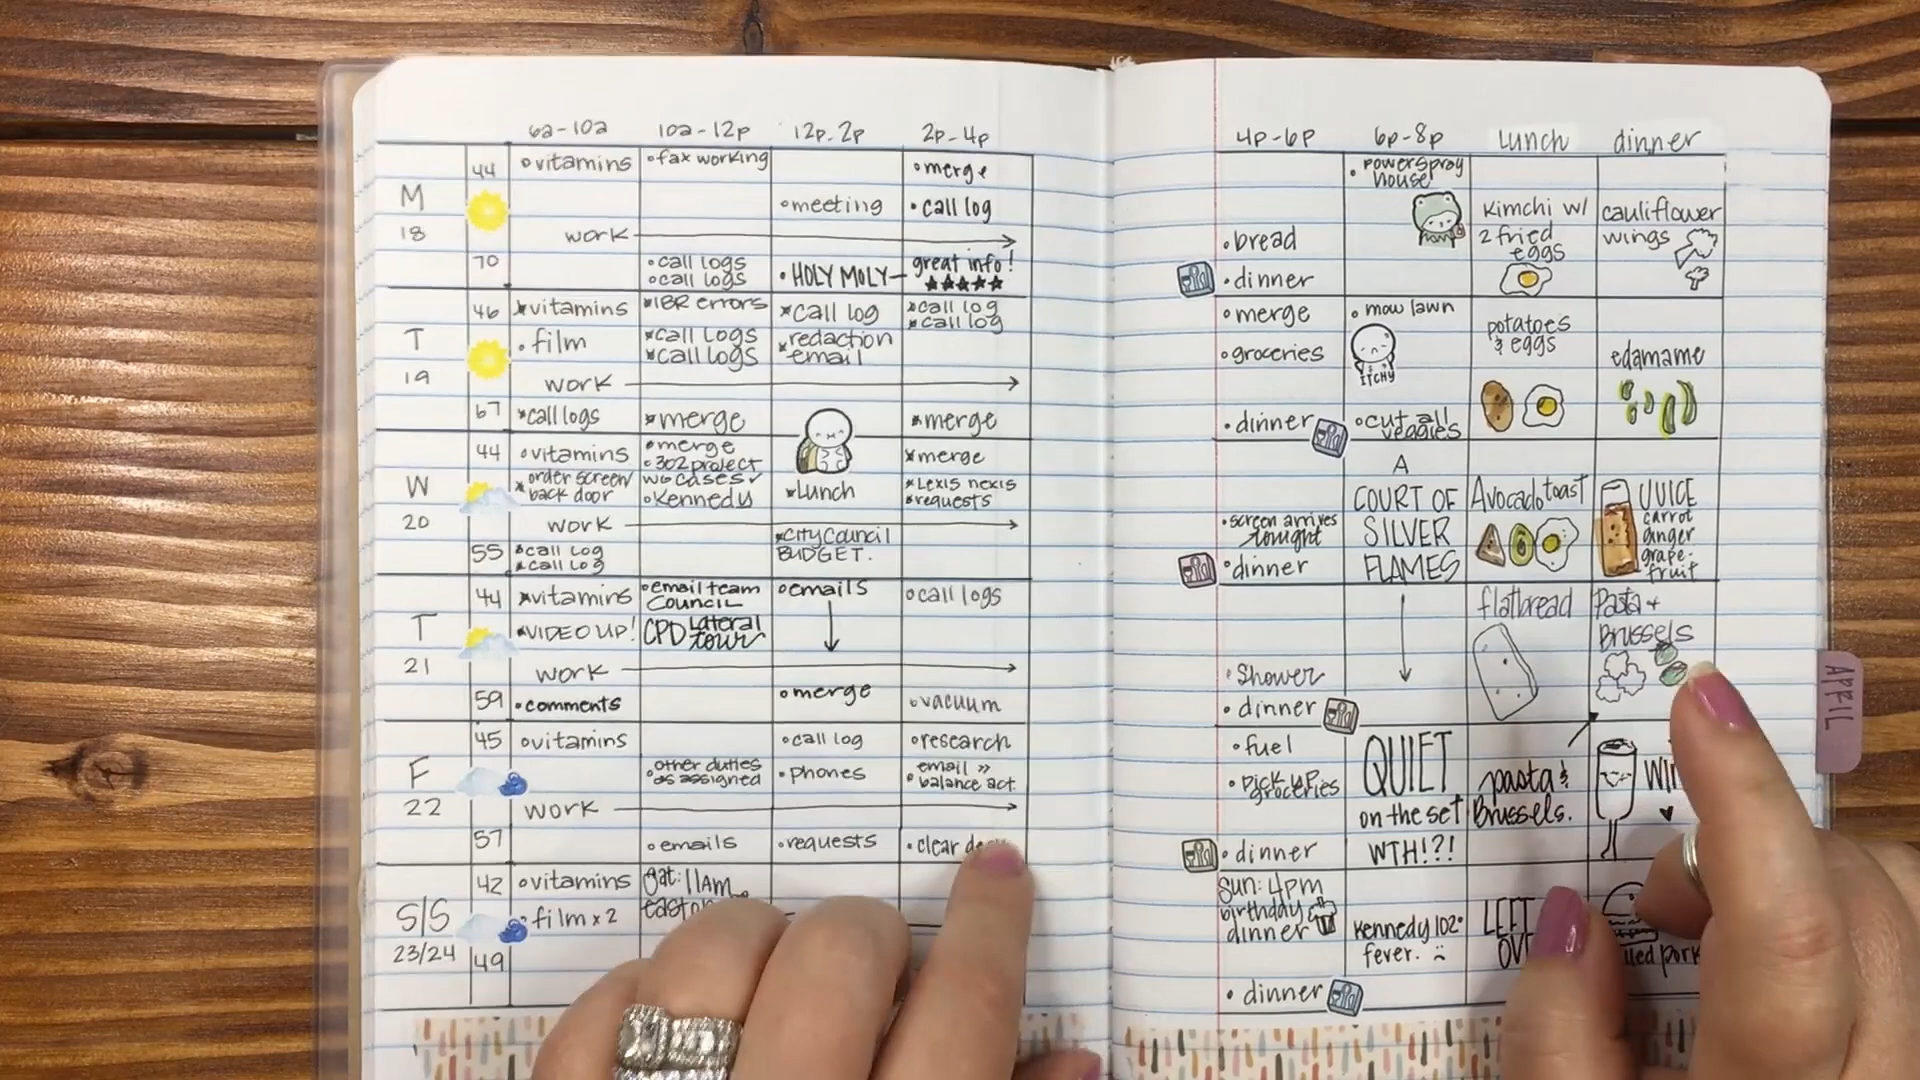 6a-10a 10a-12p 12p-2p 2p-4p
44 •vitamins •fax working •merge
M •meeting •call log
18 work
70 •call logs •HOLY MOLY— great info!
•call logs ★★★★★
46 *vitamins *IBR errors *call log *call log
*call log
T •film *call logs *redaction
*call logs email
19 work
67 *call logs *merge *merge
44 •vitamins •merge *merge
•302 project
W *order screen/ WG cases✓ *Lunch *Lexis nexis
back door •Kennedy *requests
20 work
55 *call log *City Council
*call log BUDGET.
44 *vitamins •email team •emails •call logs
COUNCIL
T *VIDEO UP! CPD Lateral
tour
21 work
59 •comments •merge •vacuum
45 •vitamins •call log •research
F •other duties •phones email »
as assigned •balance act.
22 work
57 •emails •requests •clear
42 •vitamins Sat: 11AM
S/S •film x 2
23/24
49
4p-6p 6p-8p lunch dinner
•powerspray
house
Kimchi w/ cauliflower
•bread 2 fried wings
eggs
•dinner
•merge •mow lawn
potatoes
•groceries & eggs edamame
ITCHY
•dinner •cut all
veggies
A
COURT OF Avocado toast JUICE
•screen arrives SILVER carrot
tonight ginger
•dinner FLAMES grape-
fruit
flatbread Pasta +
Brussels
•Shower
•dinner
•fuel QUIET
•pick up pasta &
groceries on the set Brussels.
•dinner WTH!?!
Sun: 4pm
birthday
dinner Kennedy 102° LEFT
fever.
•dinner
APRIL